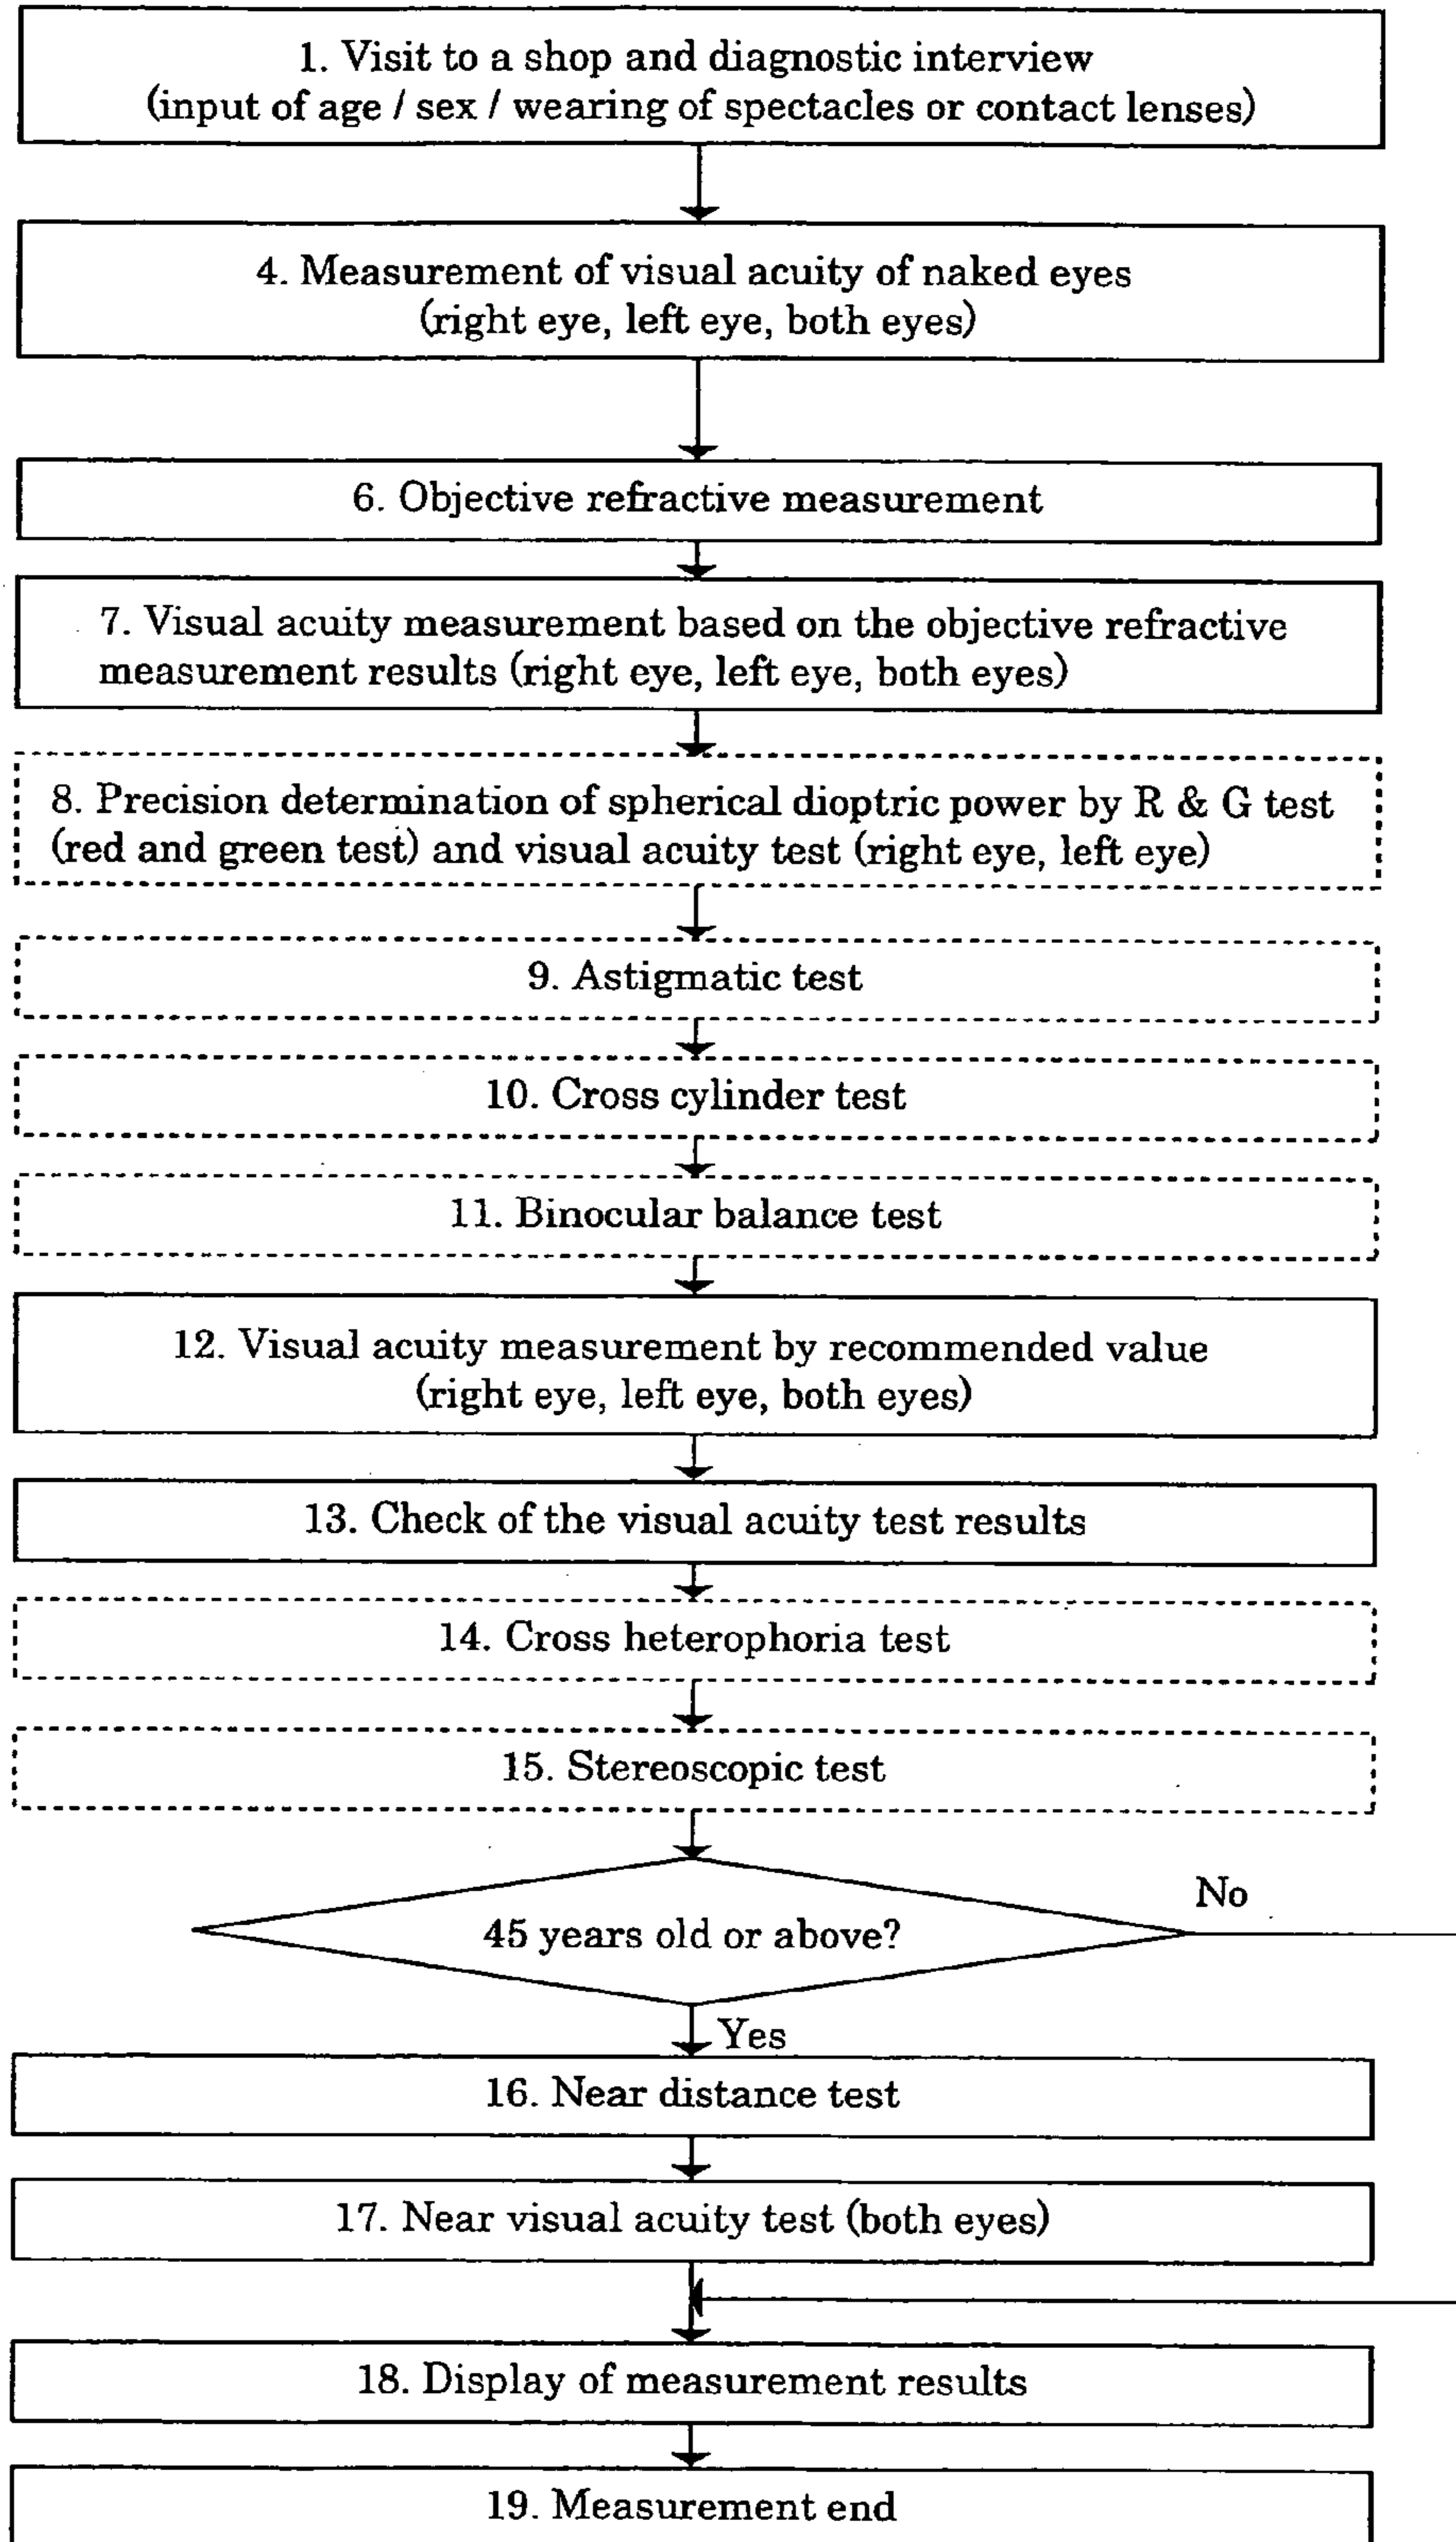 1. Visit to a shop and diagnostic interview
(input of age / sex / wearing of spectacles or contact lenses)
4. Measurement of visual acuity of naked eyes
(right eye, left eye, both eyes)
6. Objective refractive measurement
7. Visual acuity measurement based on the objective refractive
measurement results (right eye, left eye, both eyes)
8. Precision determination of spherical dioptric power by R & G test
(red and green test) and visual acuity test (right eye, left eye)
9. Astigmatic test
10. Cross cylinder test
11. Binocular balance test
12. Visual acuity measurement by recommended value
(right eye, left eye, both eyes)
13. Check of the visual acuity test results
14. Cross heterophoria test
15. Stereoscopic test
No
45 years old or above?
Yes
16. Near distance test
17. Near visual acuity test (both eyes)
18. Display of measurement results
19. Measurement end